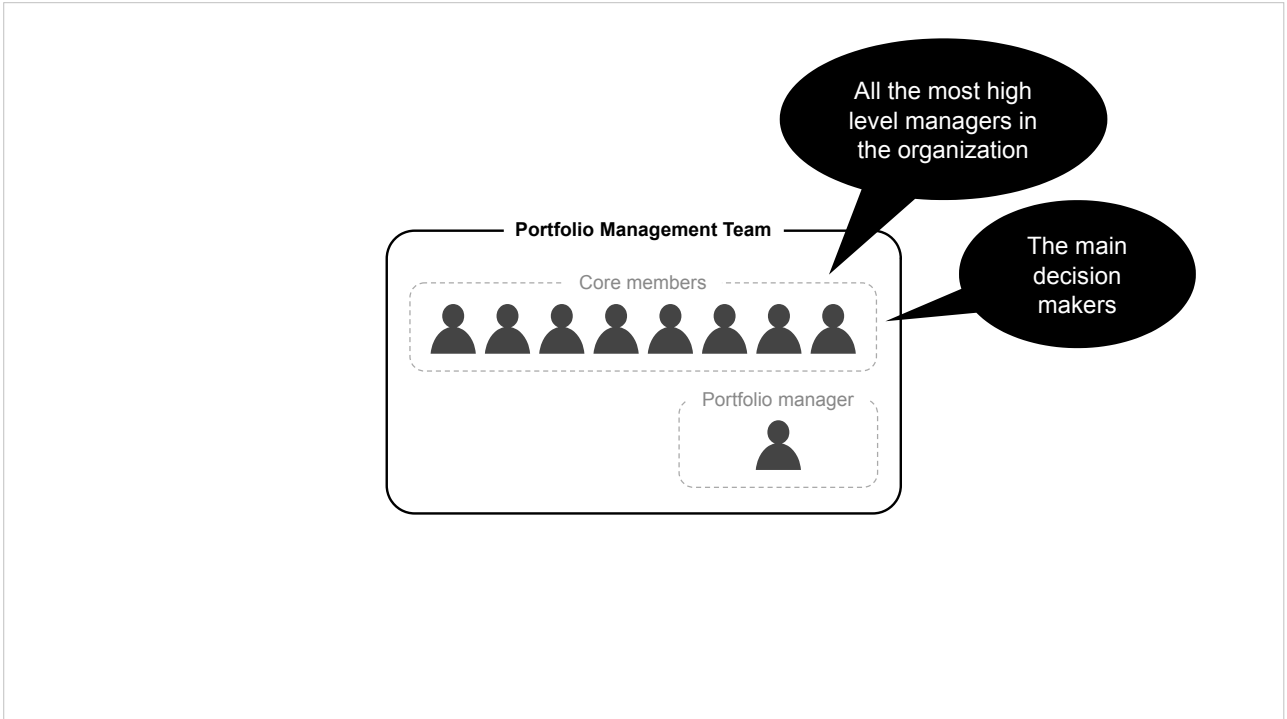 All the most high
level managers in
the organization
Portfolio Management Team
The main
decision
makers
Core members
Portfolio manager